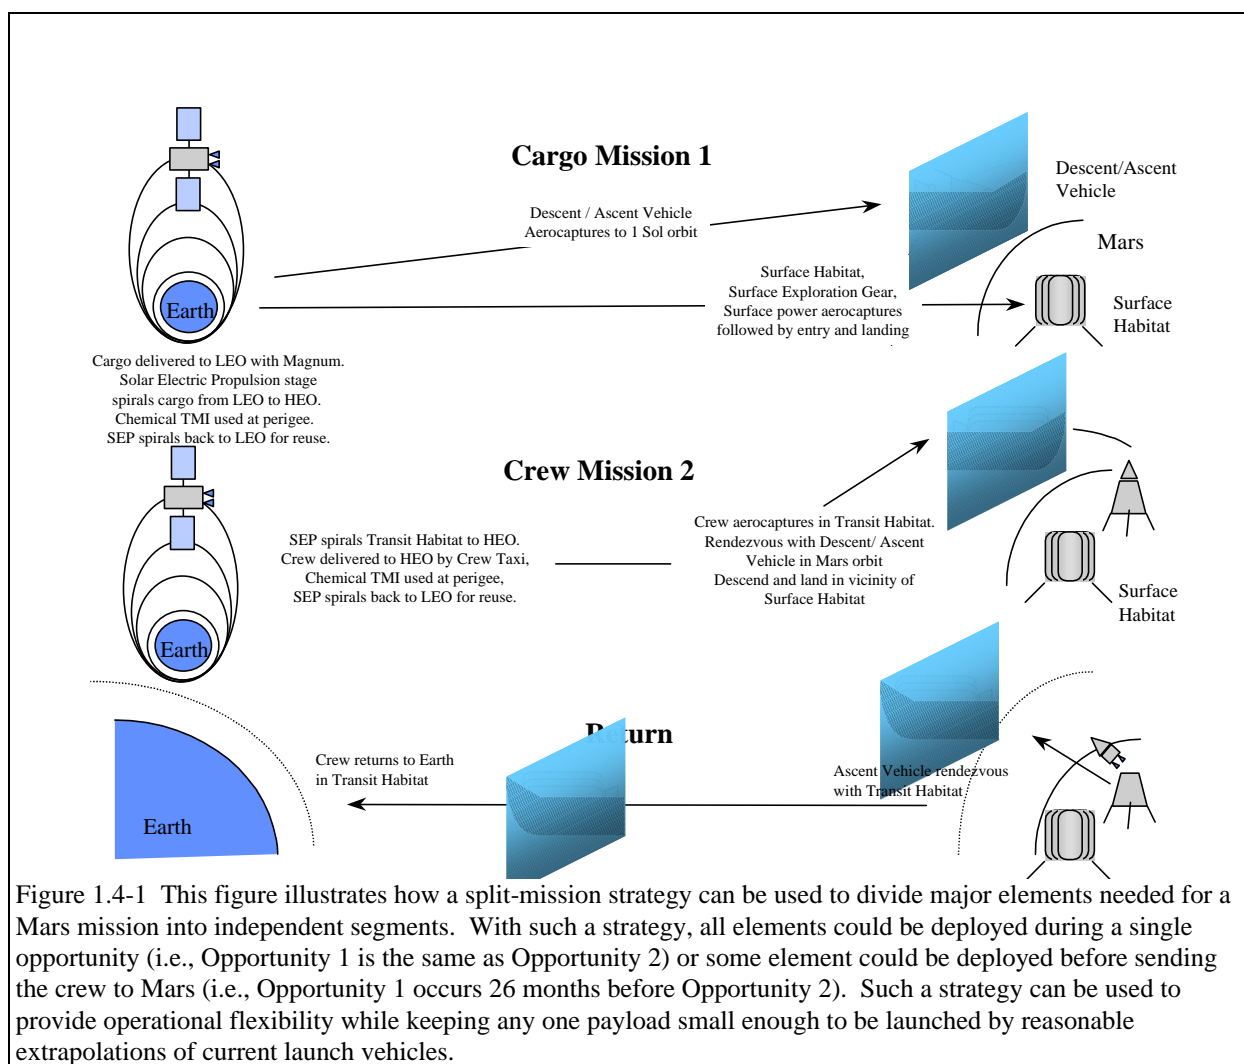 Cargo Mission 1
Descent / Ascent Vehicle
Aerocaptures to 1 Sol orbit
Descent/Ascent
Vehicle
Mars
Surface Habitat,
Surface Exploration Gear,
Surface power aerocaptures
followed by entry and landing
Surface
Habitat
Earth
Cargo delivered to LEO with Magnum.
Solar Electric Propulsion stage
spirals cargo from LEO to HEO.
Chemical TMI used at perigee.
SEP spirals back to LEO for reuse.
Crew Mission 2
SEP spirals Transit Habitat to HEO.
Crew delivered to HEO by Crew Taxi,
Chemical TMI used at perigee,
SEP spirals back to LEO for reuse.
Crew aerocaptures in Transit Habitat.
Rendezvous with Descent/ Ascent
Vehicle in Mars orbit
Descend and land in vicinity of
Surface Habitat
Surface
Habitat
Earth
Return
Crew returns to Earth
in Transit Habitat
Ascent Vehicle rendezvous
with Transit Habitat
Earth
Figure 1.4-1  This figure illustrates how a split-mission strategy can be used to divide major elements needed for a
Mars mission into independent segments.  With such a strategy, all elements could be deployed during a single
opportunity (i.e., Opportunity 1 is the same as Opportunity 2) or some element could be deployed before sending
the crew to Mars (i.e., Opportunity 1 occurs 26 months before Opportunity 2).  Such a strategy can be used to
provide operational flexibility while keeping any one payload small enough to be launched by reasonable
extrapolations of current launch vehicles.